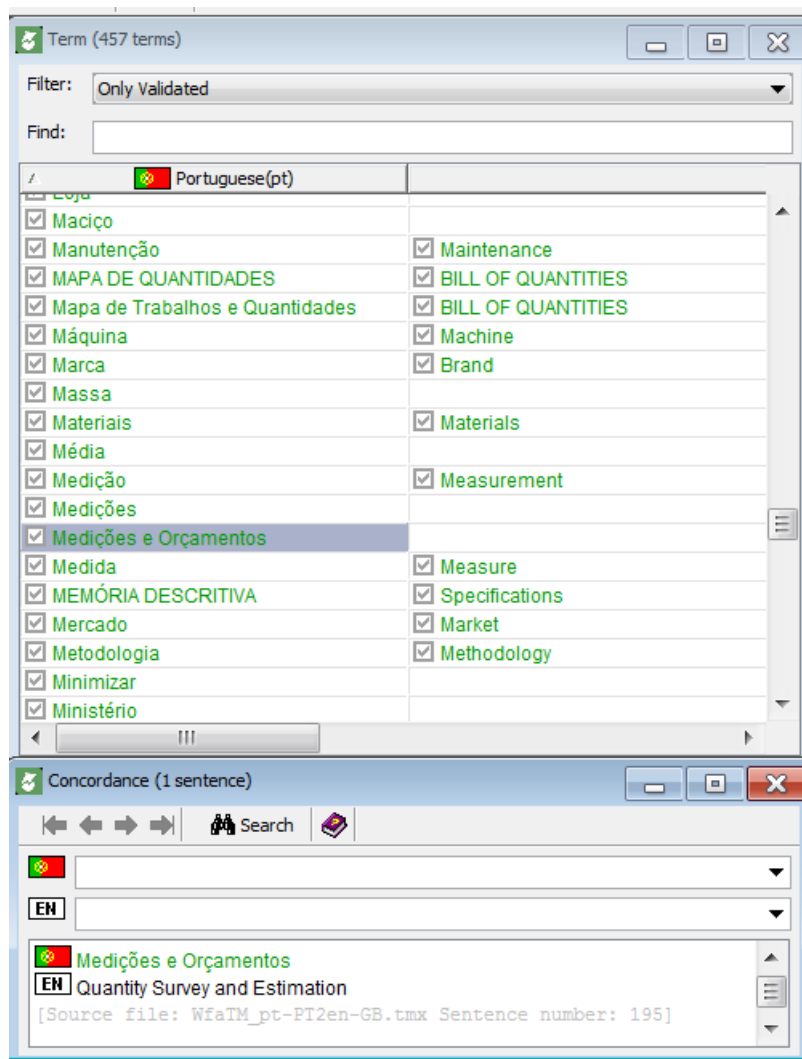 Term (457 terms)
Filter: Only Validated
Find:
Portuguese(pt)
Loja
Maciço
Manutenção Maintenance
MAPA DE QUANTIDADES BILL OF QUANTITIES
Mapa de Trabalhos e Quantidades BILL OF QUANTITIES
Máquina Machine
Marca Brand
Massa
Materiais Materials
Média
Medição Measurement
Medições
Medições e Orçamentos
Medida Measure
MEMÓRIA DESCRITIVA Specifications
Mercado Market
Metodologia Methodology
Minimizar
Ministério
Concordance (1 sentence)
Search
EN
Medições e Orçamentos
EN Quantity Survey and Estimation
[Source file: WfaTM_pt-PT2en-GB.tmx Sentence number: 195]